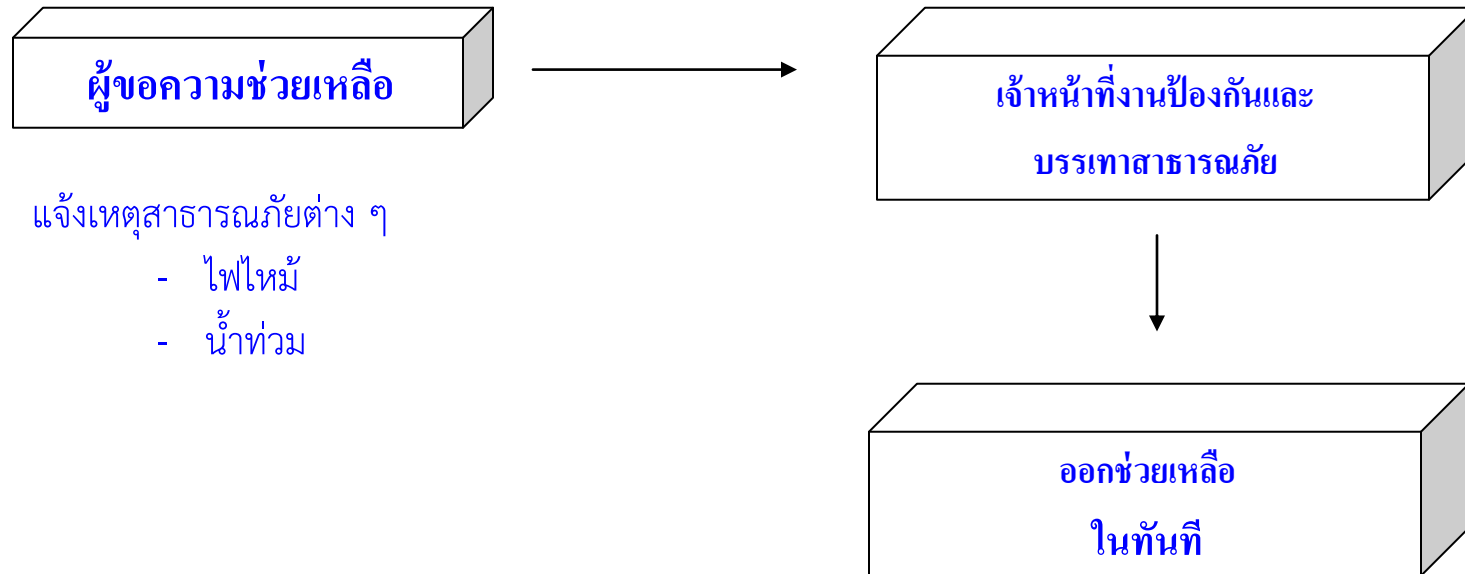 ผู้ขอความช่วยเหลือ
แจ้งเหตุสาธารณภัยต่าง ๆ
- ไฟไหม้
- น้ำท่วม
เจ้าหน้าที่งานป้องกันและ
บรรเทาสาธารณภัย
ออกช่วยเหลือ
ในทันที